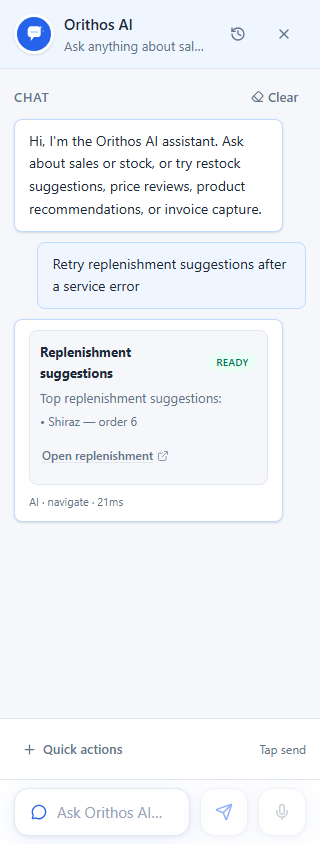 Orithos AI
Ask anything about sal...
CHAT
Clear
Hi, I'm the Orithos AI assistant. Ask
about sales or stock, or try restock
suggestions, price reviews, product
recommendations, or invoice capture.
Retry replenishment suggestions after
a service error
Replenishment
suggestions
READY
Top replenishment suggestions:
• Shiraz — order 6
Open replenishment
AI · navigate · 21ms
Quick actions
Tap send
Ask Orithos AI...